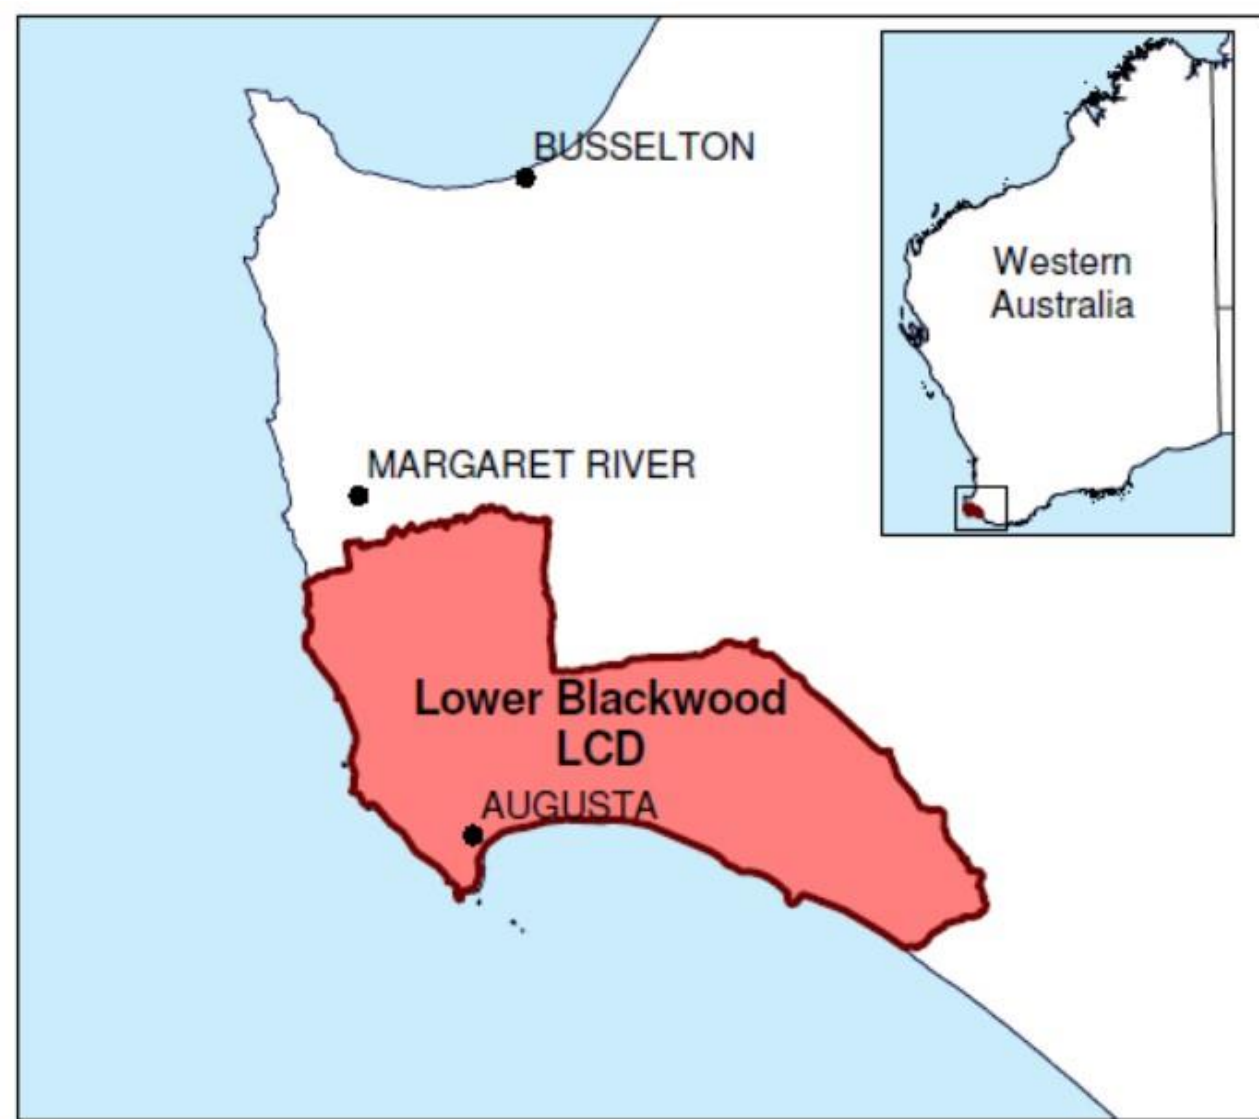 BUSSELTON
Western
Australia
MARGARET RIVER
Lower Blackwood
LCD
AUGUSTA